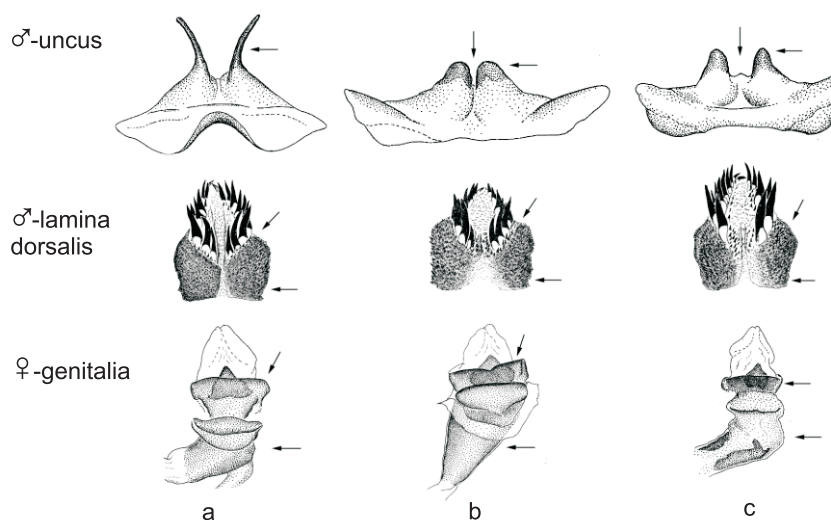 ♂-uncus
♂-lamina
dorsalis
♀-genitalia
a b c